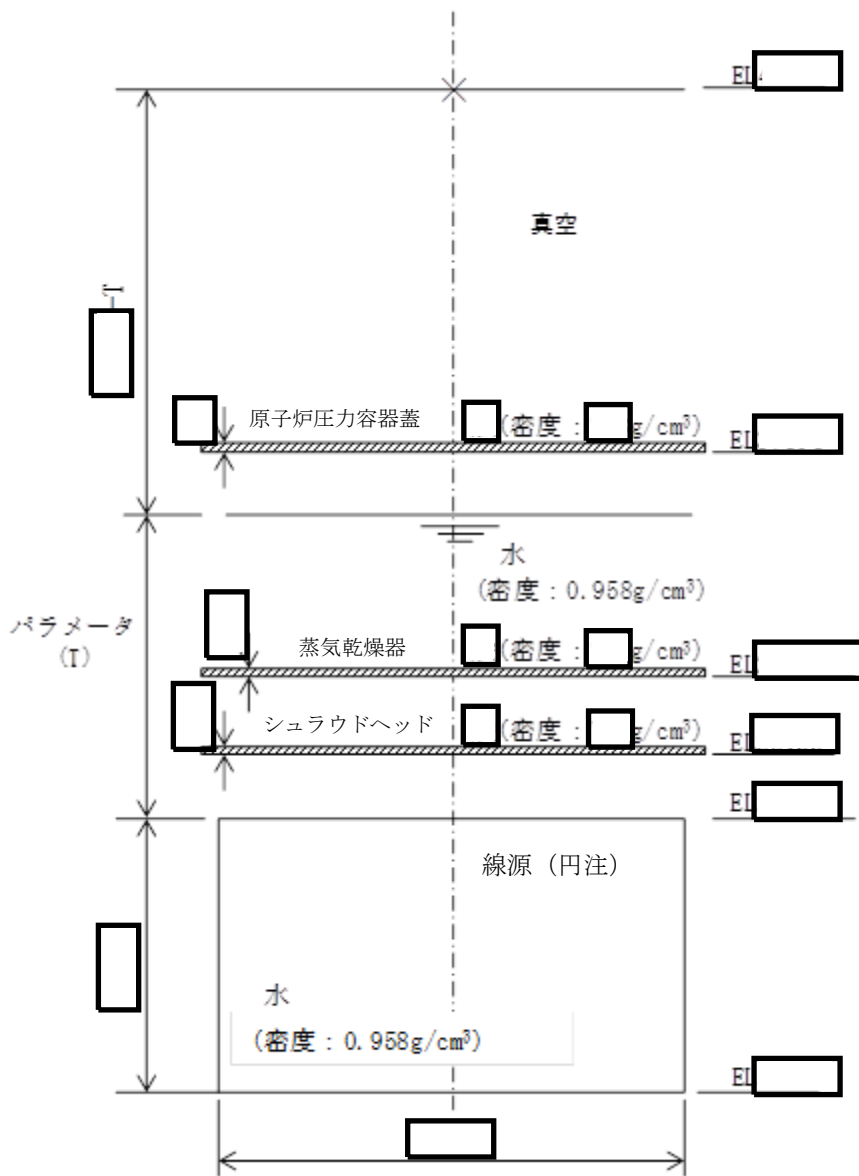 EL
真空
L
原子炉圧力容器蓋
(密度: g/cm³)
EL
水
(密度:0.958g/cm³)
パラメータ
(T)
蒸気乾燥器
(密度: g/cm³)
EL
シュラウドヘッド
(密度: g/cm³)
EL
EL
線源(円注)
水
(密度:0.958g/cm³)
EL